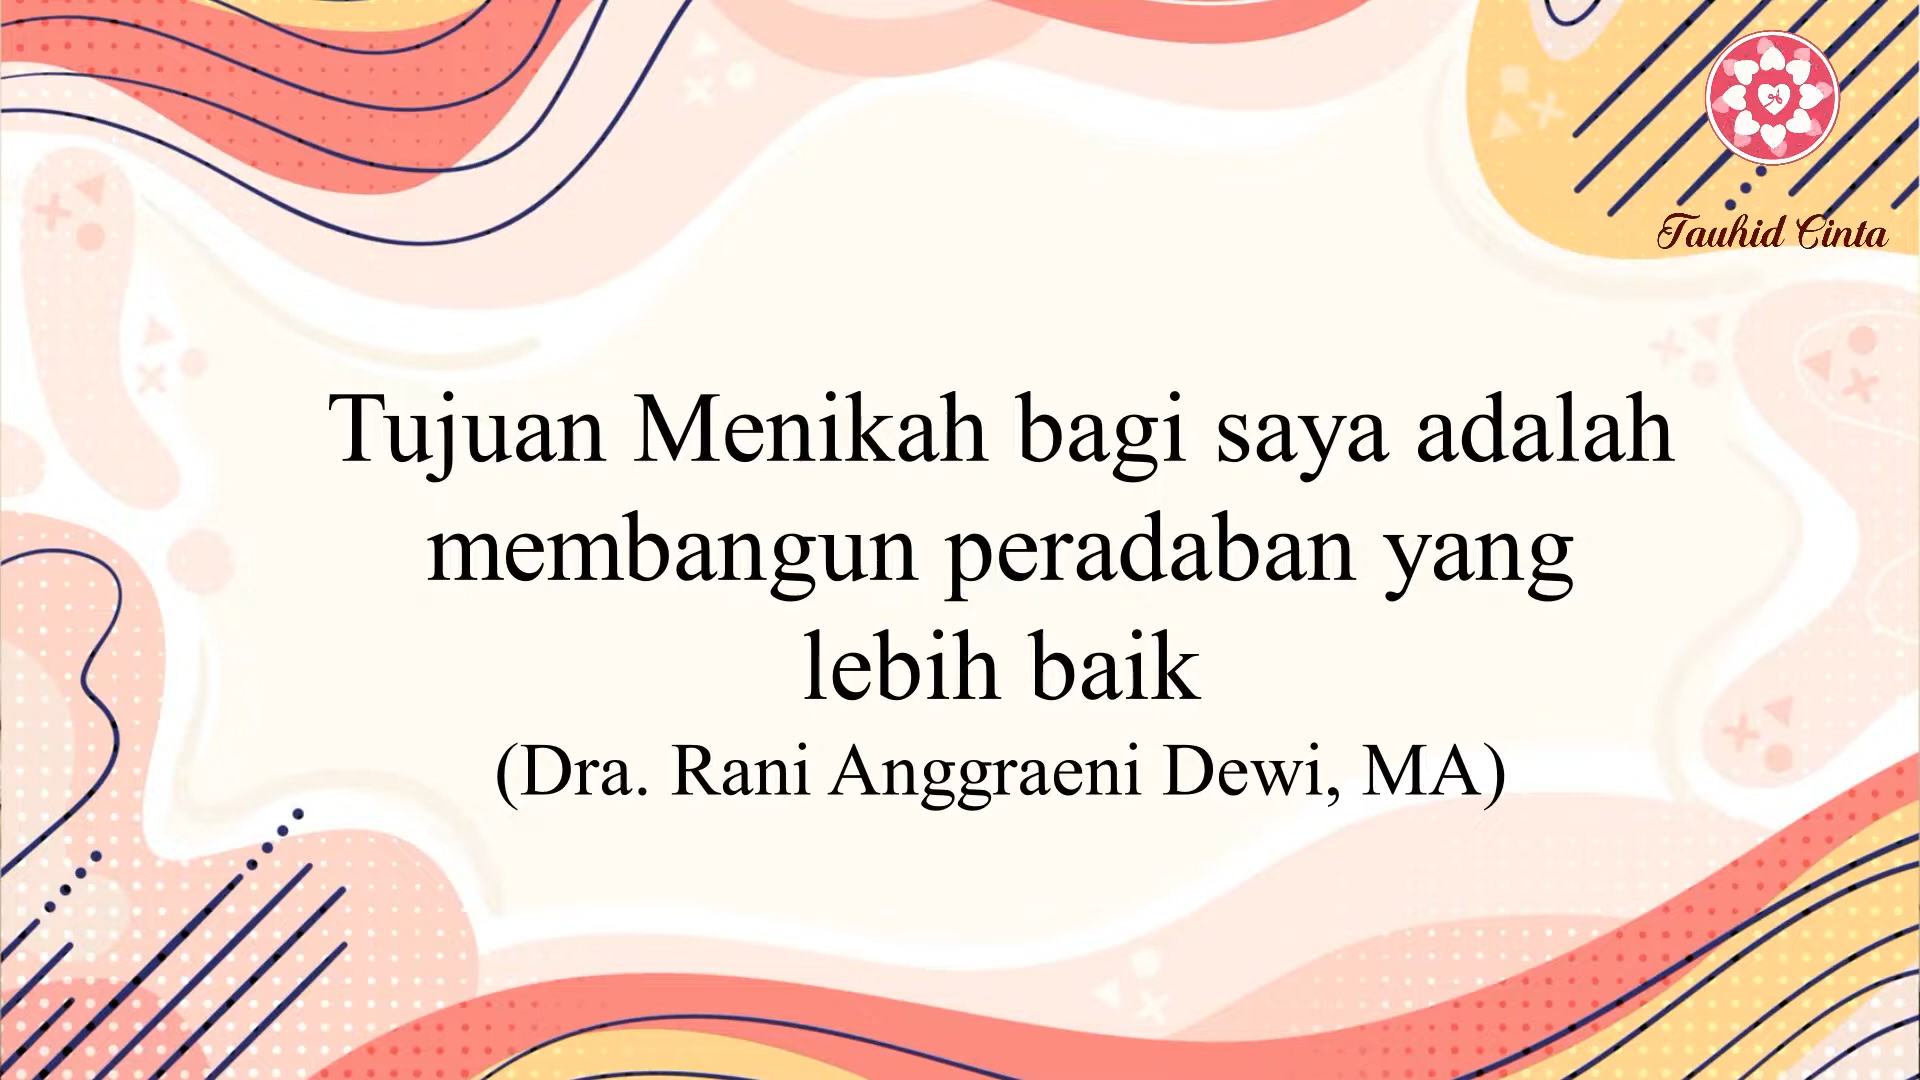 Tauhid Cinta
Tujuan Menikah bagi saya adalah
membangun peradaban yang
lebih baik
(Dra. Rani Anggraeni Dewi, MA)